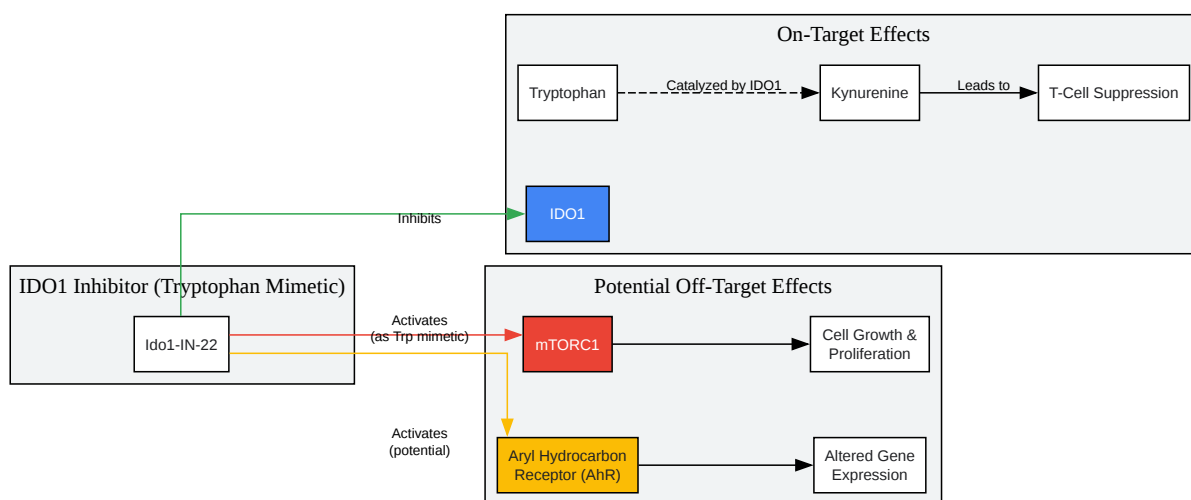 On-Target Effects
Tryptophan
Catalyzed by IDO1
Kynurenine
Leads to
T-Cell Suppression
Inhibits
IDO1
IDO1 Inhibitor (Tryptophan Mimetic)
Ido1-IN-22
Activates
(as Trp mimetic)
Potential Off-Target Effects
mTORC1
Cell Growth &
Proliferation
Activates
(potential)
Aryl Hydrocarbon
Receptor (AhR)
Altered Gene
Expression